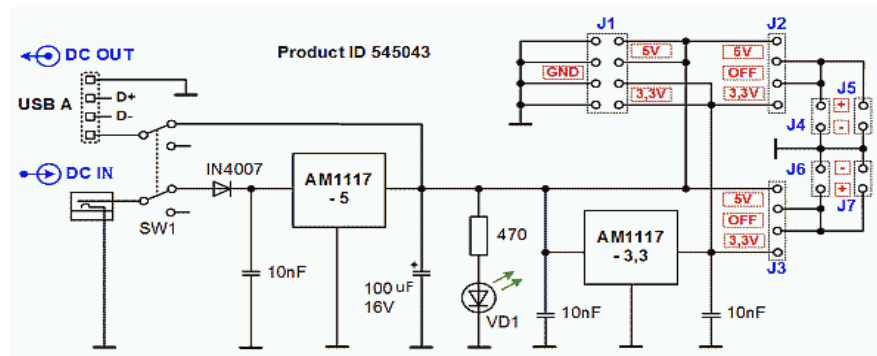 DC OUT
Product ID 545043
J1
J2
5V
5V
USB A
D+
D-
GND
OFF
3,3V
3,3V
J5
+
J4
-
DC IN
IN4007
AM1117
- 5
J6
-
+
J7
SW1
5V
OFF
3,3V
J3
470
AM1117
- 3,3
10nF
+
100uF
16V
VD1
10nF
10nF